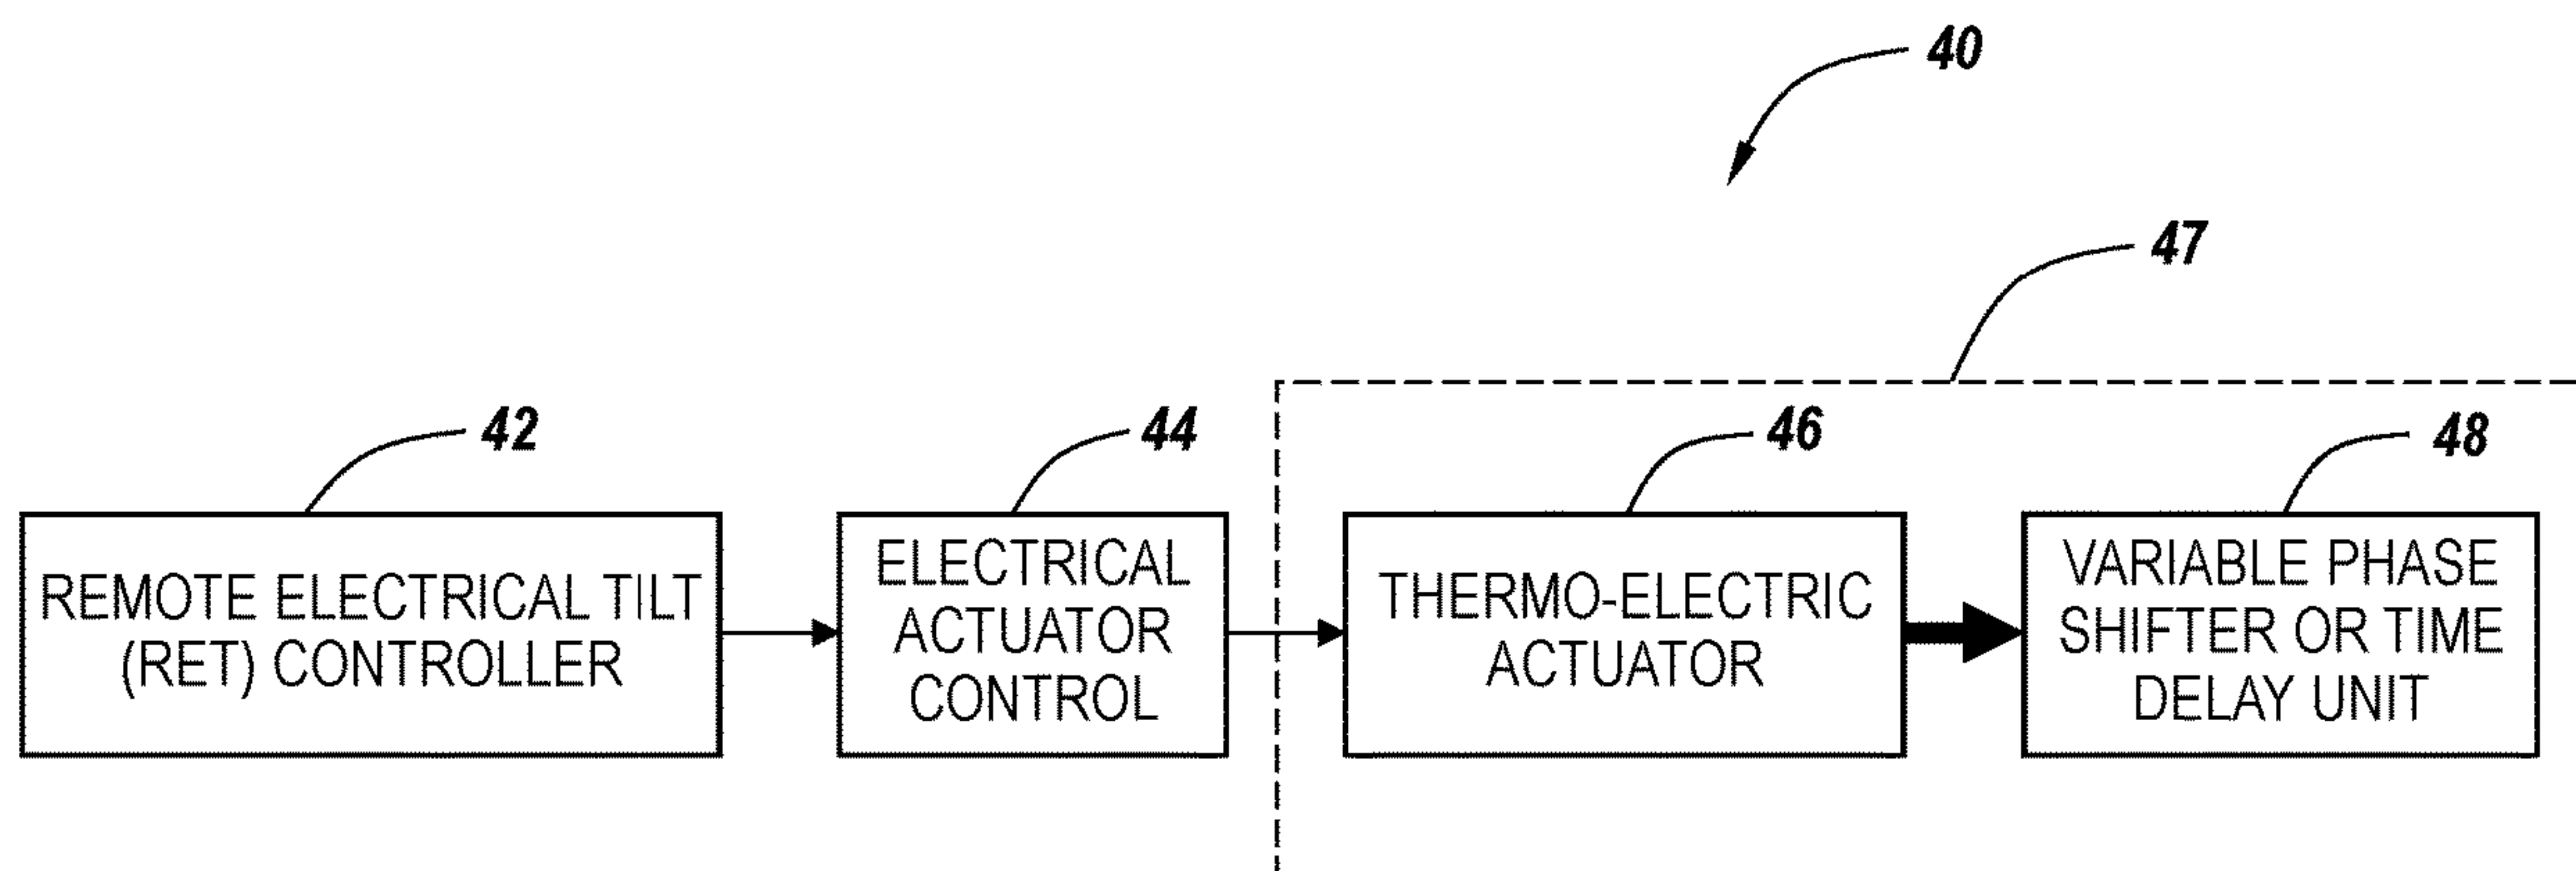 40
47
42
44
46
48
REMOTE ELECTRICAL TILT
(RET) CONTROLLER
ELECTRICAL
ACTUATOR
CONTROL
THERMO-ELECTRIC
ACTUATOR
VARIABLE PHASE
SHIFTER OR TIME
DELAY UNIT